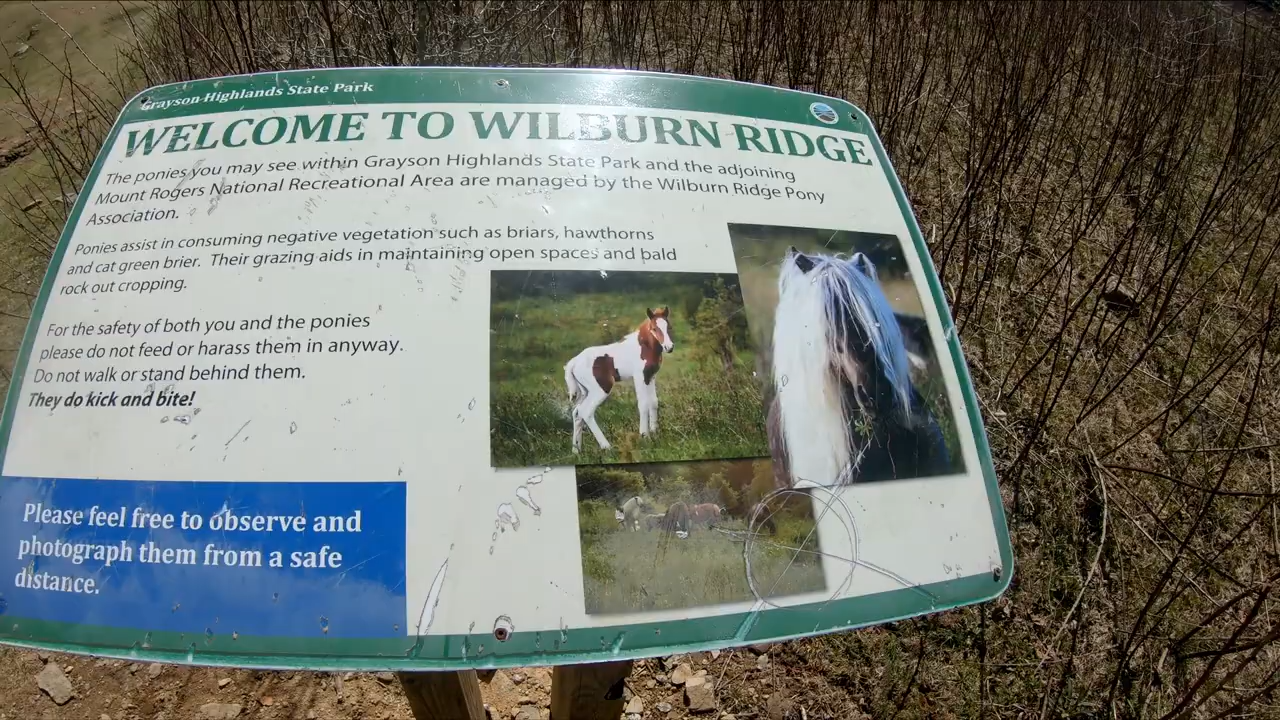 Grayson Highlands State Park
WELCOME TO WILBURN RIDGE
The ponies you may see within Grayson Highlands State Park and the adjoining
Mount Rogers National Recreational Area are managed by the Wilburn Ridge Pony
Association.
Ponies assist in consuming negative vegetation such as briars, hawthorns
and cat green brier. Their grazing aids in maintaining open spaces and bald
rock out cropping.
For the safety of both you and the ponies
please do not feed or harass them in anyway.
Do not walk or stand behind them.
They do kick and bite!
Please feel free to observe and
photograph them from a safe
distance.